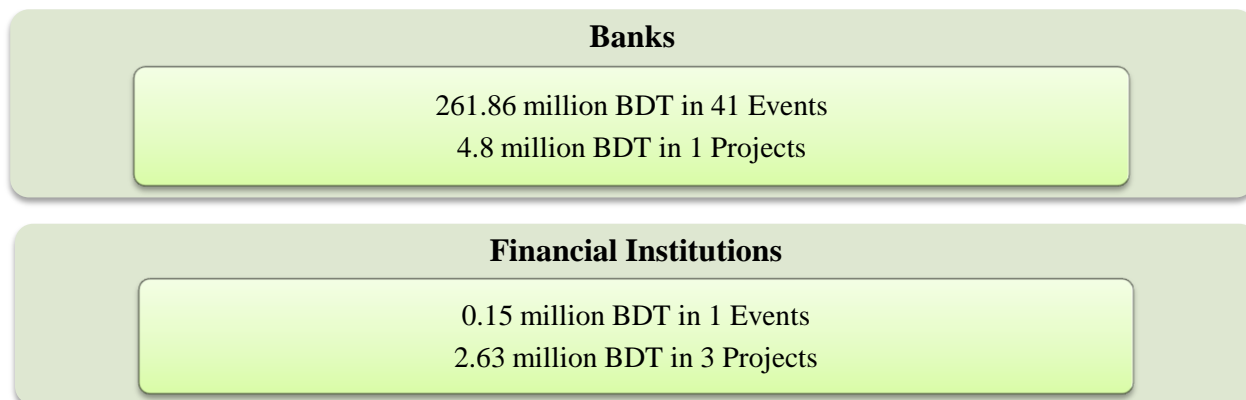 Banks
261.86 million BDT in 41 Events
4.8 million BDT in 1 Projects
Financial Institutions
0.15 million BDT in 1 Events
2.63 million BDT in 3 Projects